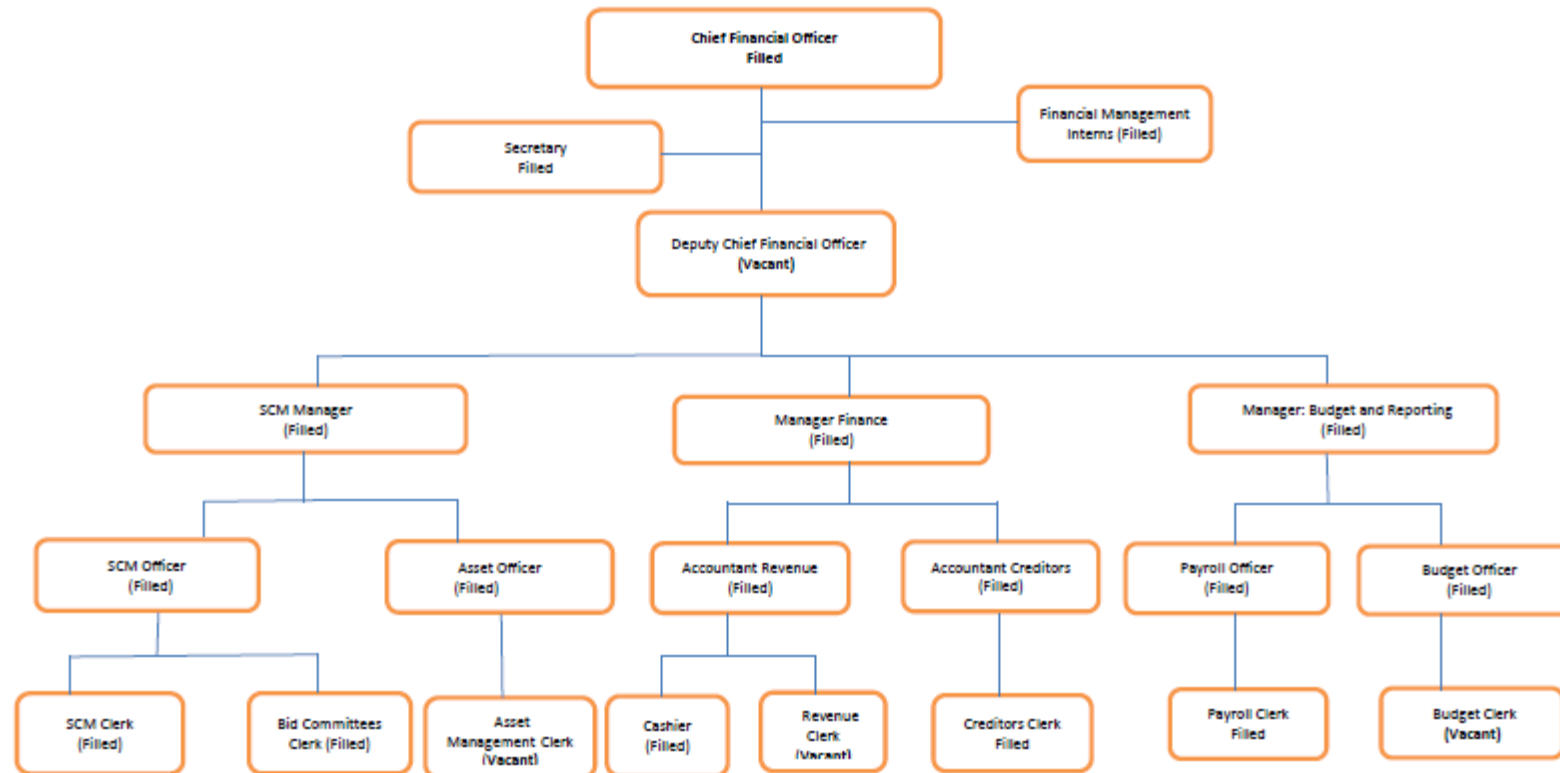 Chief Financial Officer
Filled
Financial Management
Interns (Filled)
Secretary
Filled
Deputy Chief Financial Officer
(Vacant)
SCM Manager
(Filled)
Manager Finance
(Filled)
Manager: Budget and Reporting
(Filled)
SCM Officer
(Filled)
Asset Officer
(Filled)
Accountant Revenue
(Filled)
Accountant Creditors
(Filled)
Payroll Officer
(Filled)
Budget Officer
(Filled)
SCM Clerk
(Filled)
Bid Committees
Clerk (Filled)
Asset
Management Clerk
(Vacant)
Cashier
(Filled)
Revenue
Clerk
(Vacant)
Creditors Clerk
Filled
Payroll Clerk
Filled
Budget Clerk
(Vacant)